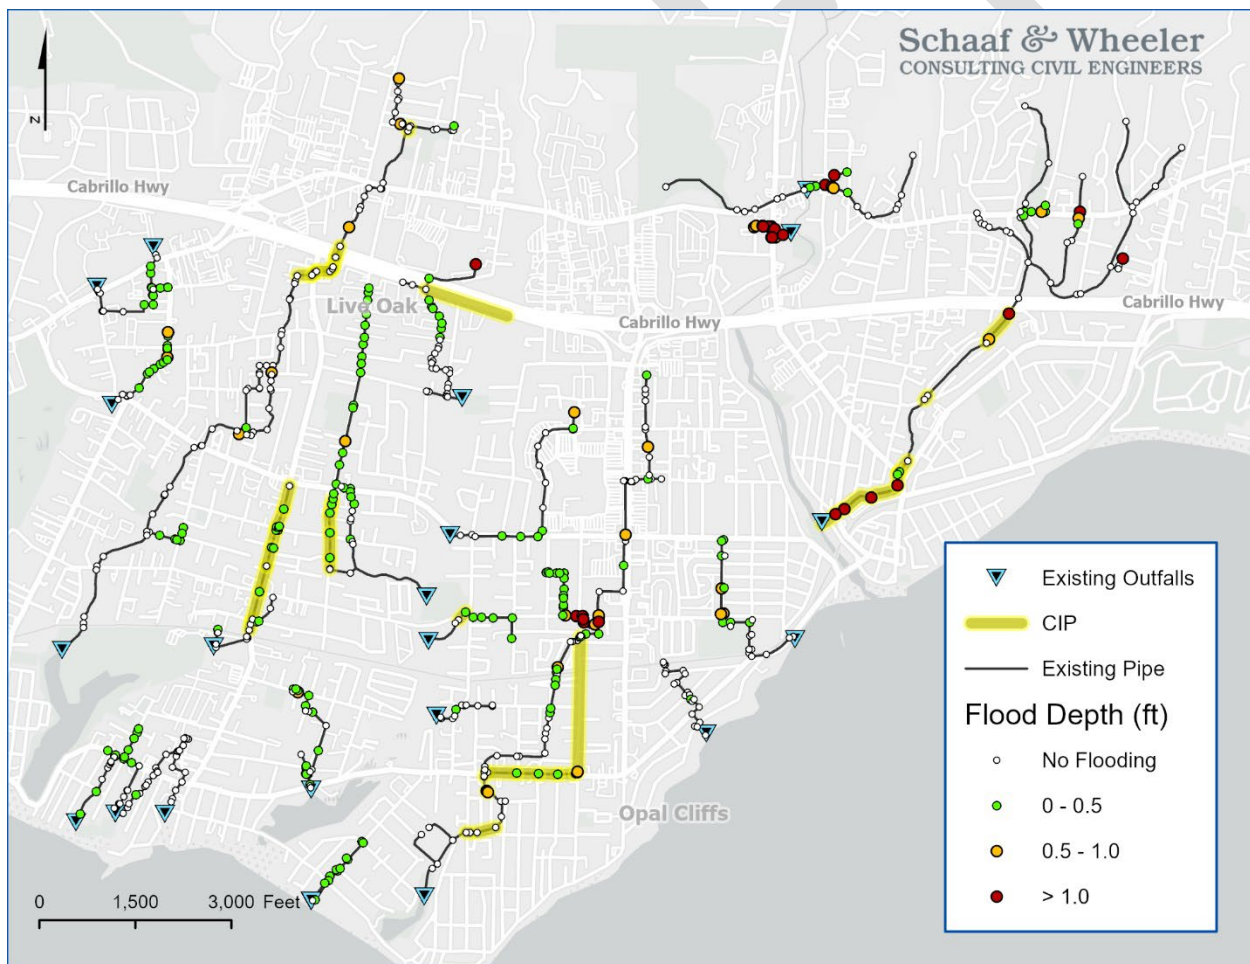 Schaaf & Wheeler
CONSULTING CIVIL ENGINEERS
N
Cabrillo Hwy
Live Oak
Cabrillo Hwy
Cabrillo Hwy
Opal Cliffs
Existing Outfalls
CIP
Existing Pipe
Flood Depth (ft)
No Flooding
0 - 0.5
0.5 - 1.0
> 1.0
0 1,500 3,000 Feet